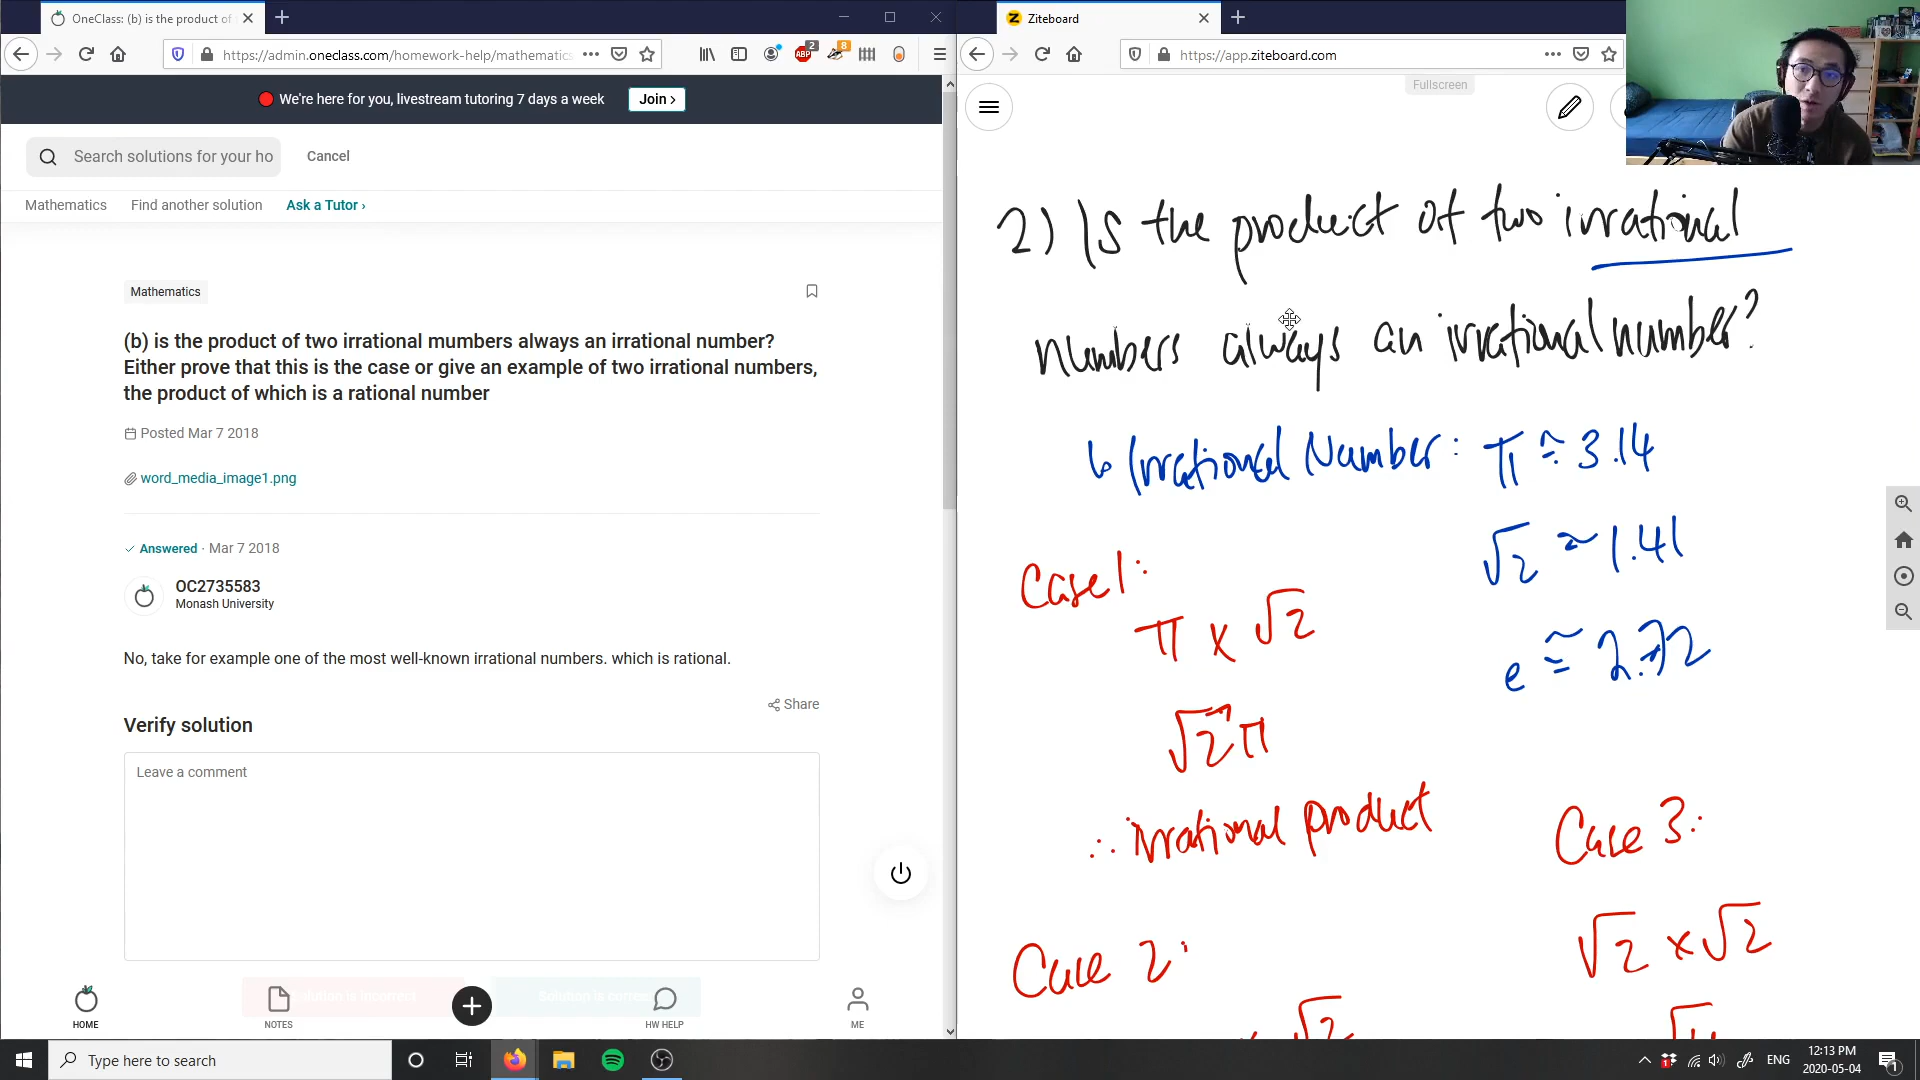 OneClass: (b) is the product of
Ziteboard
https://admin.oneclass.com/homework-help/mathematics
ABP
2
8
https://app.ziteboard.com
We're here for you, livestream tutoring 7 days a week
Join ›
Fullscreen
Search solutions for your ho
Cancel
Mathematics
Find another solution
Ask a Tutor ›
Mathematics
(b) is the product of two irrational mumbers always an irrational number?
Either prove that this is the case or give an example of two irrational numbers,
the product of which is a rational number
Posted Mar 7 2018
word_media_image1.png
Answered · Mar 7 2018
OC2735583
Monash University
No, take for example one of the most well-known irrational numbers. which is rational.
Share
Verify solution
Leave a comment
HOME
NOTES
HW HELP
ME
2) Is the product of two irrational
numbers always an irrational number?
Irrational Number: π ≈ 3.14
√2 ≈ 1.41
e ≈ 2.72
Case 1:
π x √2
√2 π
∴ irrational product
Case 3:
√2 x √2
Case 2:
√2
Type here to search
ENG
12:13 PM
2020-05-04
1